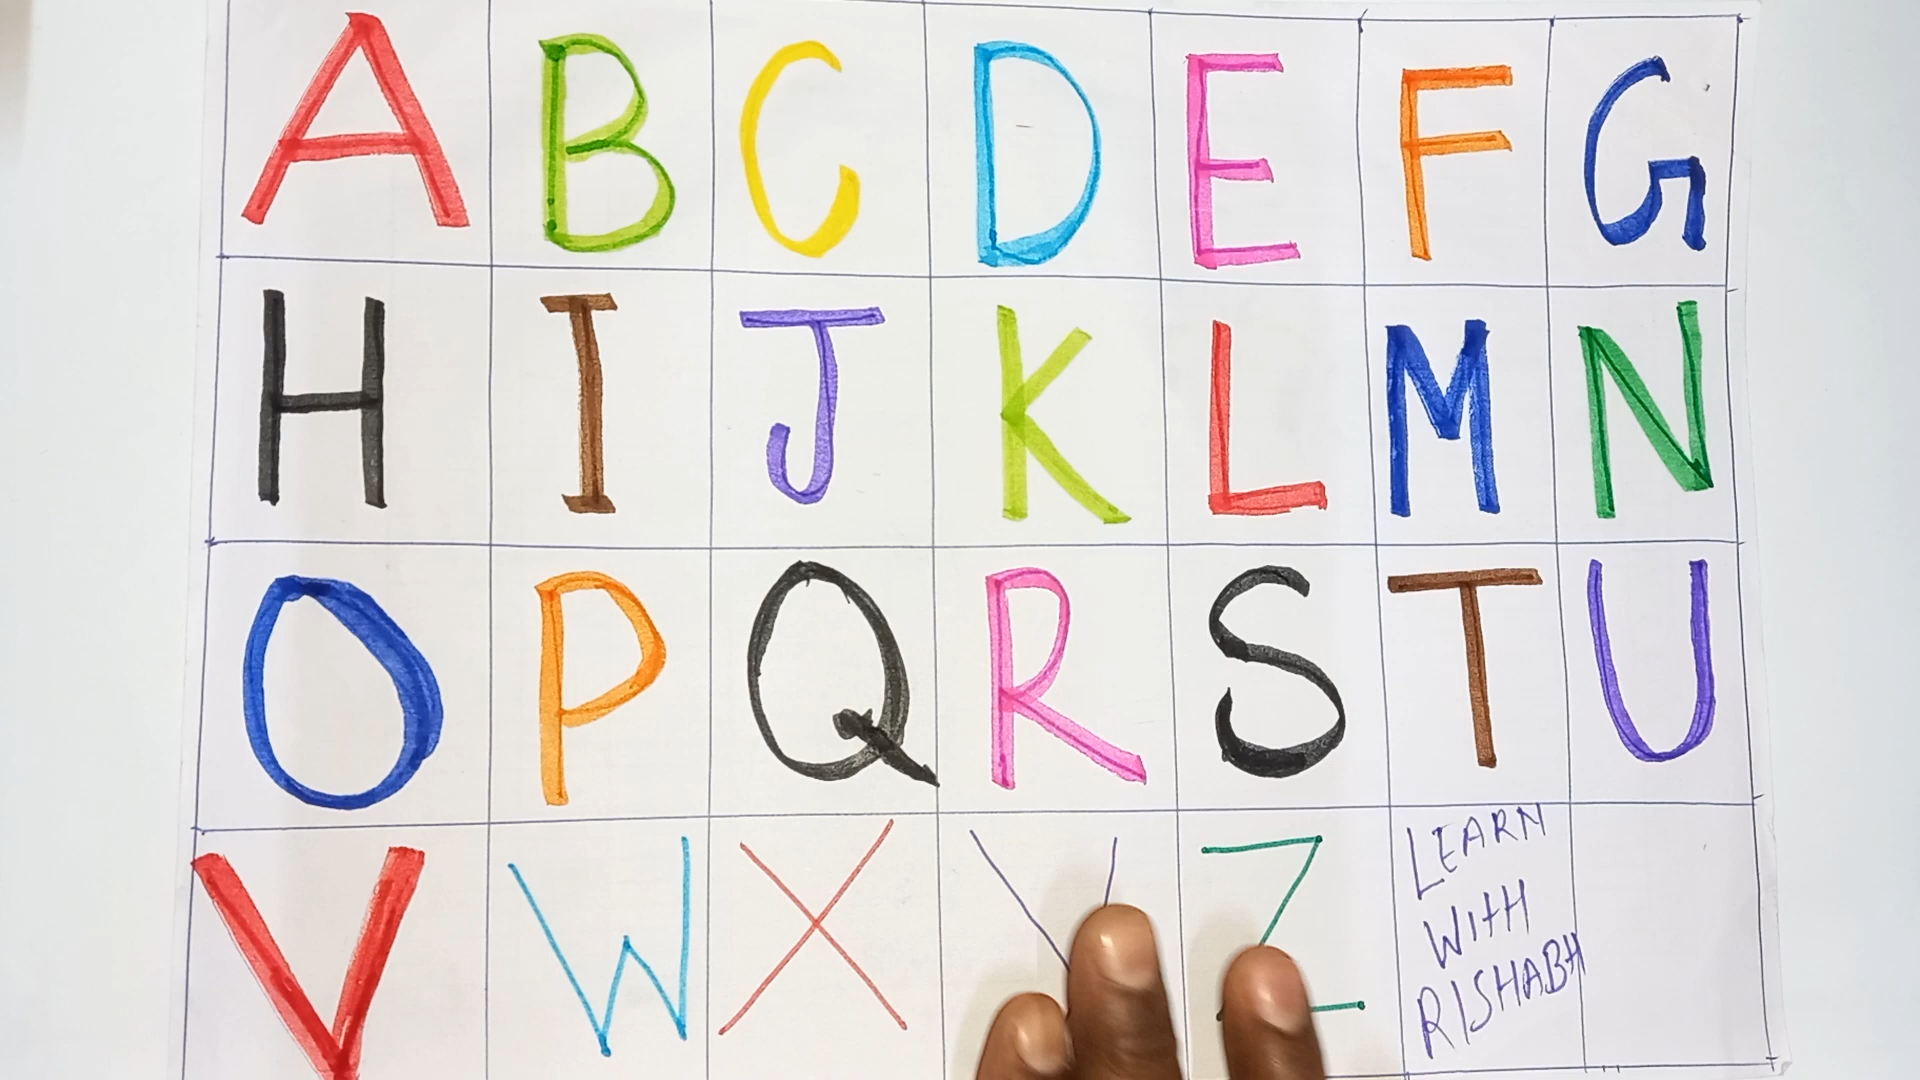 A B C D E F G
H I J K L M N
O P Q R S T U
V W X Y Z
LEARN
WITH
RISHABH